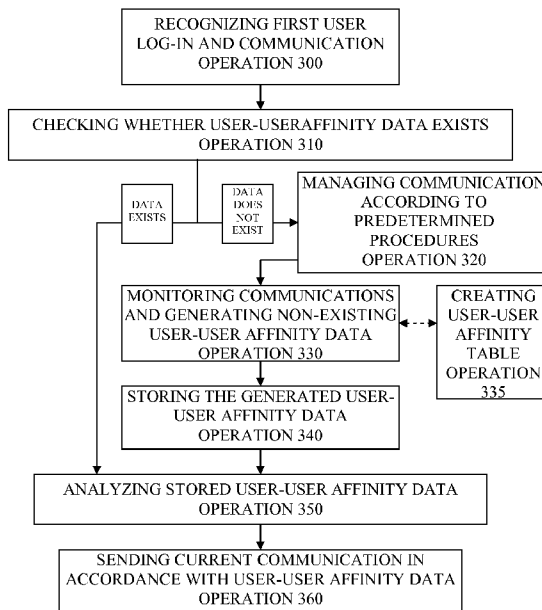 RECOGNIZING FIRST USER
LOG-IN AND COMMUNICATION
OPERATION 300
CHECKING WHETHER USER-USERAFFINITY DATA EXISTS
OPERATION 310
DATA
EXISTS
DATA
DOES
NOT
EXIST
MANAGING COMMUNICATION
ACCORDING TO
PREDETERMINED
PROCEDURES
OPERATION 320
MONITORING COMMUNICATIONS
AND GENERATING NON-EXISTING
USER-USER AFFINITY DATA
OPERATION 330
CREATING
USER-USER
AFFINITY
TABLE
OPERATION
335
STORING THE GENERATED USER-
USER AFFINITY DATA
OPERATION 340
ANALYZING STORED USER-USER AFFINITY DATA
OPERATION 350
SENDING CURRENT COMMUNICATION IN
ACCORDANCE WITH USER-USER AFFINITY DATA
OPERATION 360